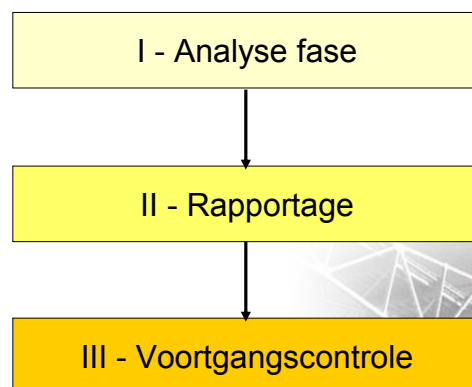 I - Analyse fase
II - Rapportage
III - Voortgangscontrole